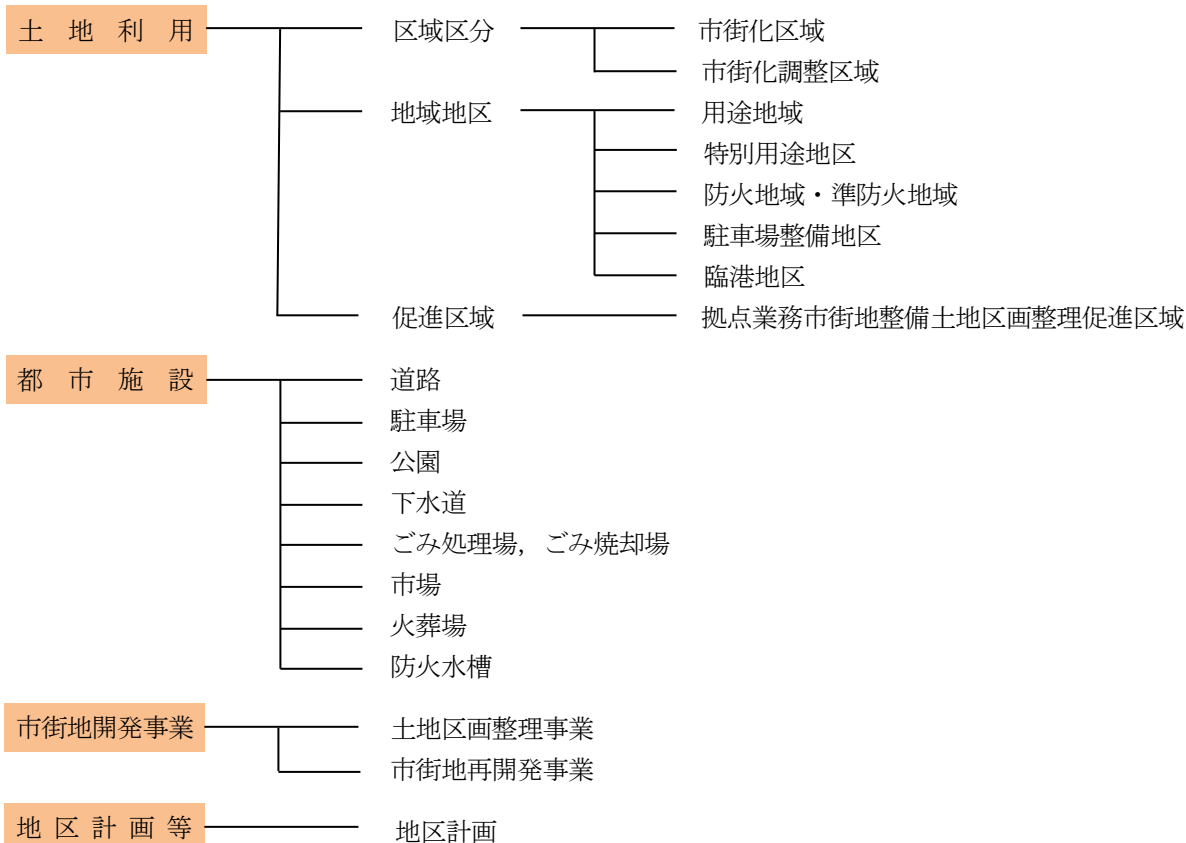 土地利用 区域区分 市街化区域
市街化調整区域
地域地区 用途地域
特別用途地区
防火地域・準防火地域
駐車場整備地区
臨港地区
促進区域 拠点業務市街地整備土地区画整理促進区域
都市施設 道路
駐車場
公園
下水道
ごみ処理場，ごみ焼却場
市場
火葬場
防火水槽
市街地開発事業 土地区画整理事業
市街地再開発事業
地区計画等 地区計画